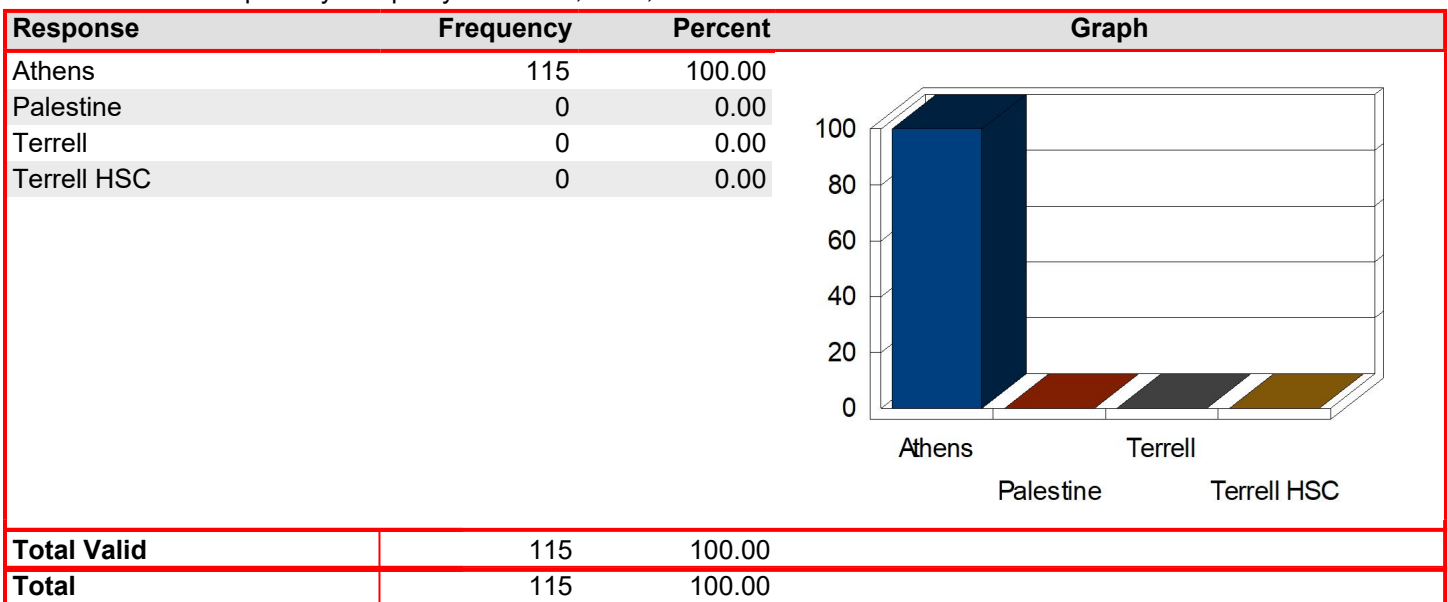 Response Frequency Percent Graph
Athens 115 100.00
Palestine 0 0.00
Terrell 0 0.00
Terrell HSC 0 0.00
100
80
60
40
20
0
Athens Terrell
Palestine Terrell HSC
Total Valid 115 100.00
Total 115 100.00